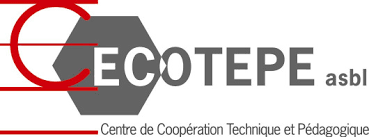 CECOTEPE asbl
Centre de Coopération Technique et Pédagogique